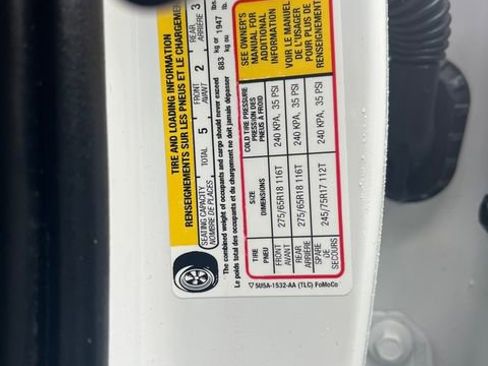 TIRE AND LOADING INFORMATION
RENSEIGNEMENTS SUR LES PNEUS ET LE CHARGEMENT
SEATING CAPACITY
NOMBRE DE PLACES
TOTAL 5
FRONT
AVANT 2
REAR
ARRIÈRE 3
The combined weight of occupants and cargo should never exceed
Le poids total des occupants et du chargement ne doit jamais dépasser
883 kg or 1947 lbs.
kg ou lb.
TIRE
PNEU
SIZE
DIMENSIONS
COLD TIRE PRESSURE
PRESSION DES
PNEUS À FROID
FRONT
AVANT
275/65R18 116T
240 KPA, 35 PSI
REAR
ARRIÈRE
275/65R18 116T
240 KPA, 35 PSI
SPARE
DE
SECOURS
245/75R17 112T
240 KPA, 35 PSI
SEE OWNER'S
MANUAL FOR
ADDITIONAL
INFORMATION
VOIR LE MANUEL
DE L'USAGER
POUR PLUS DE
RENSEIGNEMENTS
5U5A-1532-AA (TLC) FoMoCo